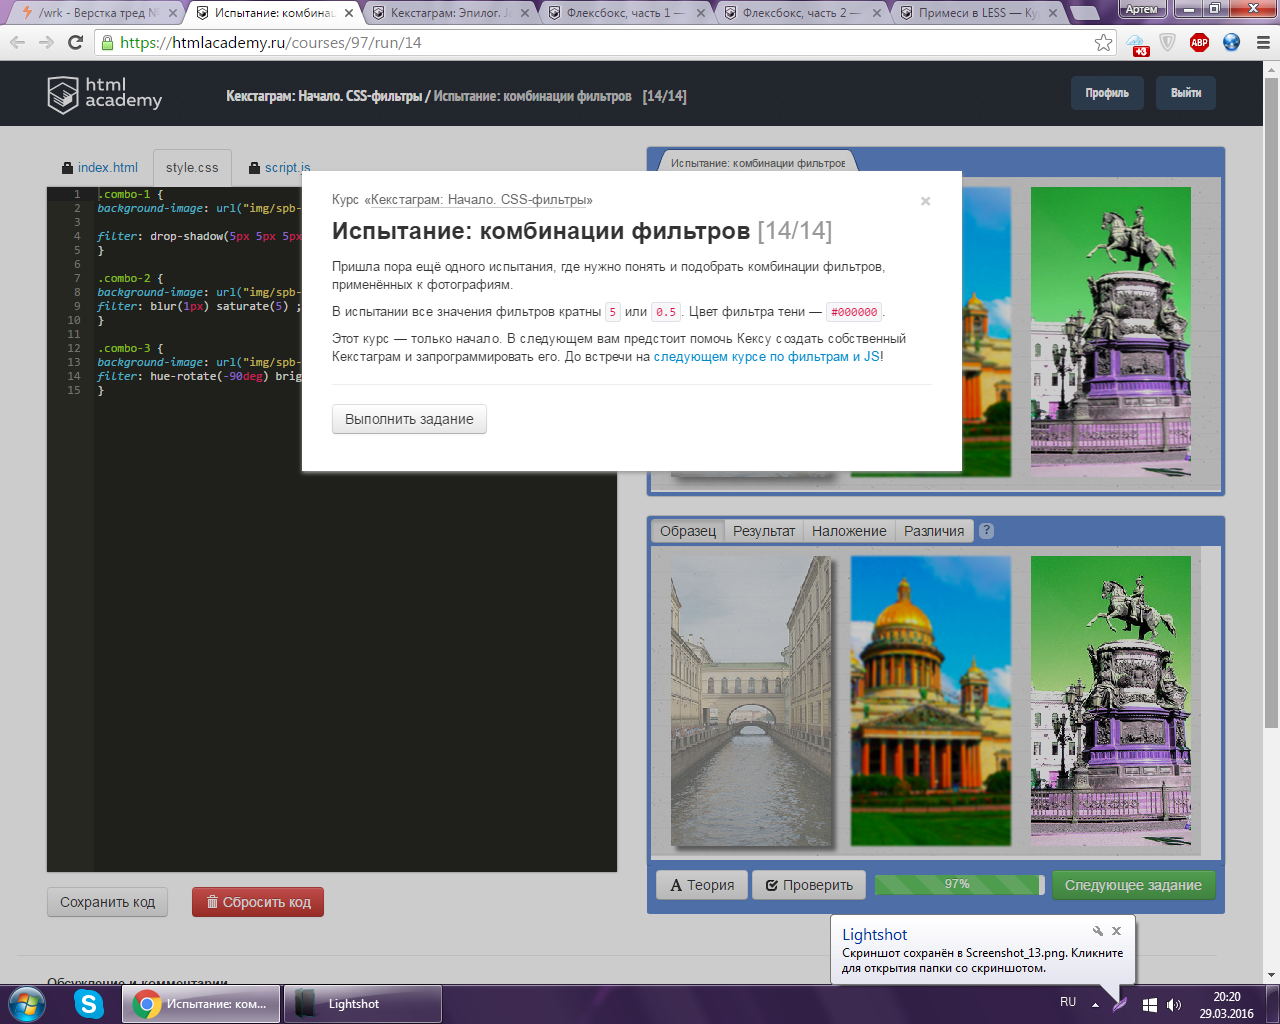 /wrk - Верстка тред №
Испытание: комбинац
Кекстаграм: Эпилог. Je
Флексбокс, часть 1 —
Флексбокс, часть 2 —
Примеси в LESS — Ку
Артем
https://htmlacademy.ru/courses/97/run/14
+3
ABP
html
academy
Кекстаграм: Начало. CSS-фильтры / Испытание: комбинации фильтров [14/14]
Профиль
Выйти
index.html
style.css
script.js
Испытание: комбинации фильтров
1 .combo-1 {
2 background-image: url("img/spb-
3
4 filter: drop-shadow(5px 5px 5px
5 }
6
7 .combo-2 {
8 background-image: url("img/spb-
9 filter: blur(1px) saturate(5) ;
10 }
11
12 .combo-3 {
13 background-image: url("img/spb-
14 filter: hue-rotate(-90deg) brig
15 }
Курс «Кекстаграм: Начало. CSS-фильтры»
×
Испытание: комбинации фильтров [14/14]
Пришла пора ещё одного испытания, где нужно понять и подобрать комбинации фильтров,
применённых к фотографиям.
В испытании все значения фильтров кратны 5 или 0.5. Цвет фильтра тени — #000000.
Этот курс — только начало. В следующем вам предстоит помочь Кексу создать собственный
Кекстаграм и запрограммировать его. До встречи на следующем курсе по фильтрам и JS!
Выполнить задание
Образец
Результат
Наложение
Различия
?
Теория
Проверить
97%
Следующее задание
Сохранить код
Сбросить код
Обсуждение и комментарии
Lightshot
Скриншот сохранён в Screenshot_13.png. Кликните
для открытия папки со скриншотом.
Испытание: ком...
Lightshot
RU
20:20
29.03.2016